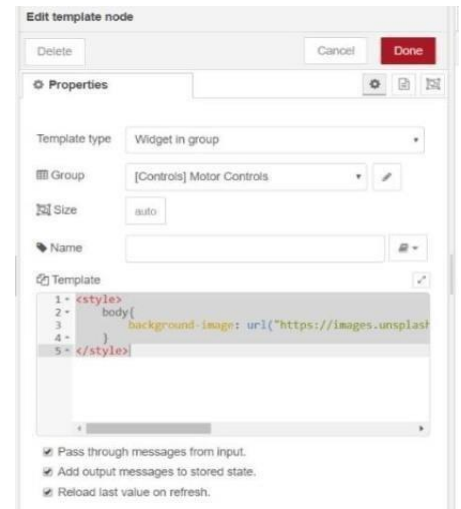 Edit template node
Delete Cancel Done
Properties
Template type Widget in group
Group [Controls] Motor Controls
Size auto
Name
Template
1 <style>
2 body{
3 background-image: url("https://images.unsplash
4 }
5 </style>
Pass through messages from input.
Add output messages to stored state.
Reload last value on refresh.